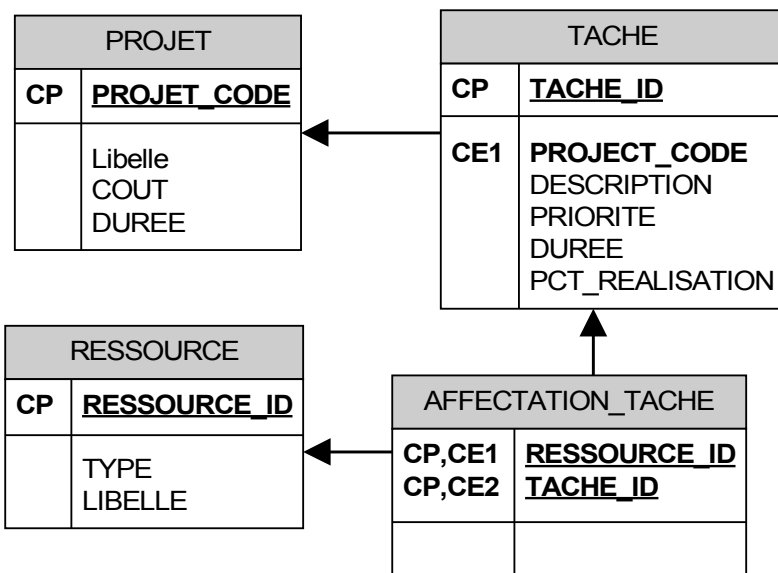 PROJET
CP PROJET_CODE
Libelle
COUT
DUREE
TACHE
CP TACHE_ID
CE1 PROJECT_CODE
DESCRIPTION
PRIORITE
DUREE
PCT_REALISATION
RESSOURCE
CP RESSOURCE_ID
TYPE
LIBELLE
AFFECTATION_TACHE
CP,CE1 RESSOURCE_ID
CP,CE2 TACHE_ID